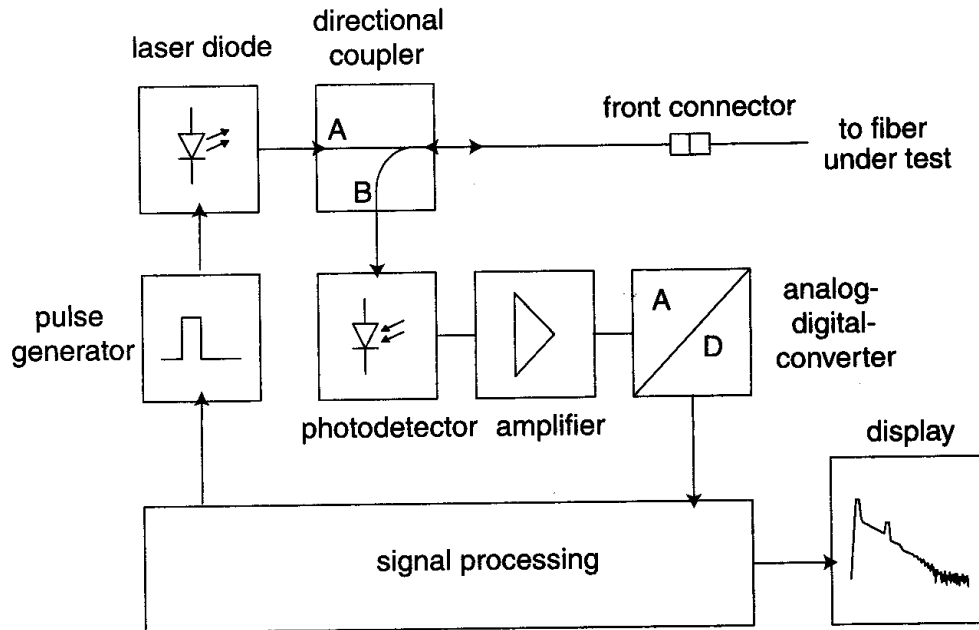 laser diode
directional
coupler
A
B
front connector
to fiber
under test
pulse
generator
A
D
analog-
digital-
converter
photodetector
amplifier
display
signal processing